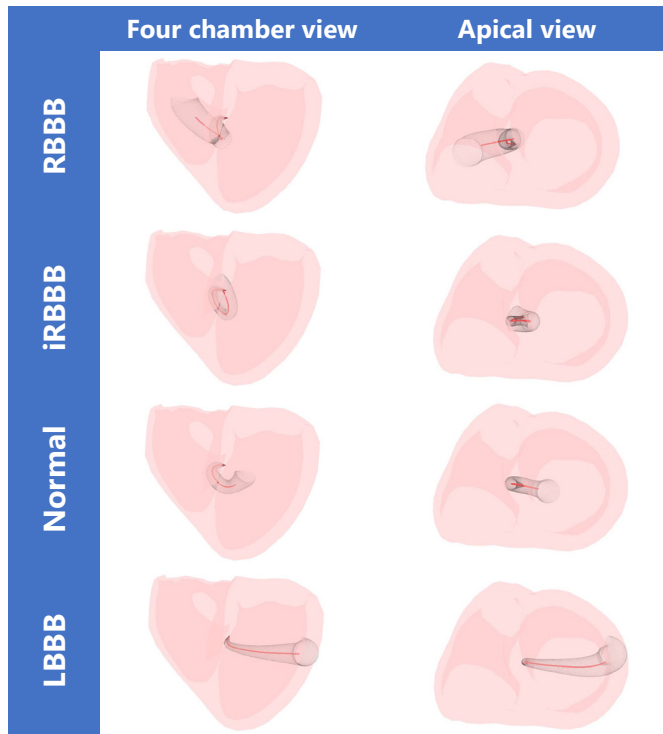 Four chamber view
Apical view
RBBB
iRBBB
Normal
LBBB